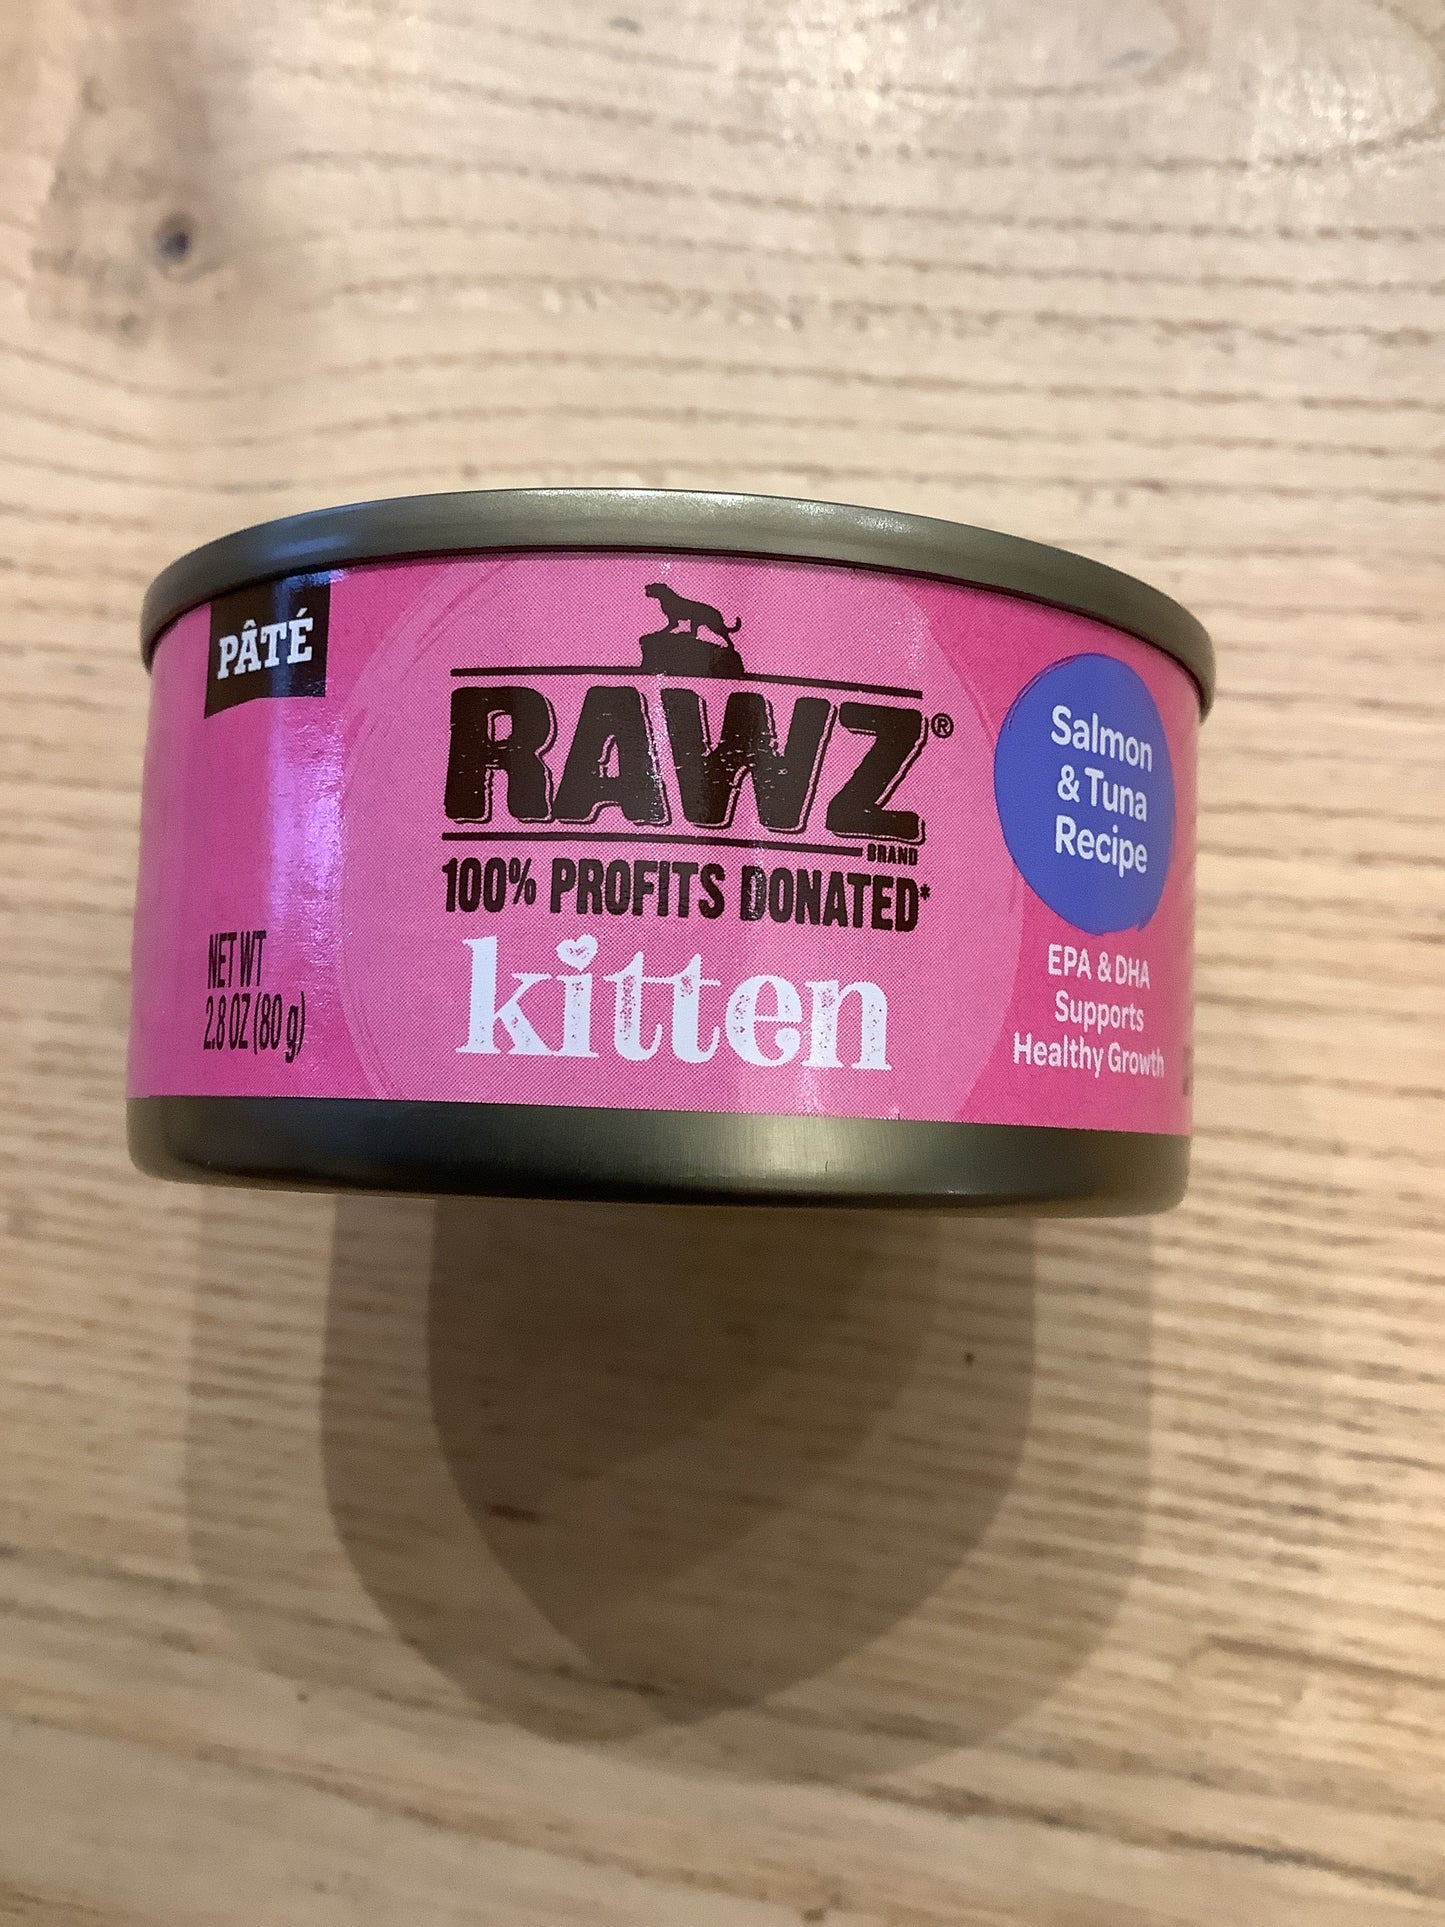 PÂTÉ
RAWZ®
BRAND
100% PROFITS DONATED*
kitten
NET WT
2.8 OZ (80 g)
Salmon
& Tuna
Recipe
EPA & DHA
Supports
Healthy Growth